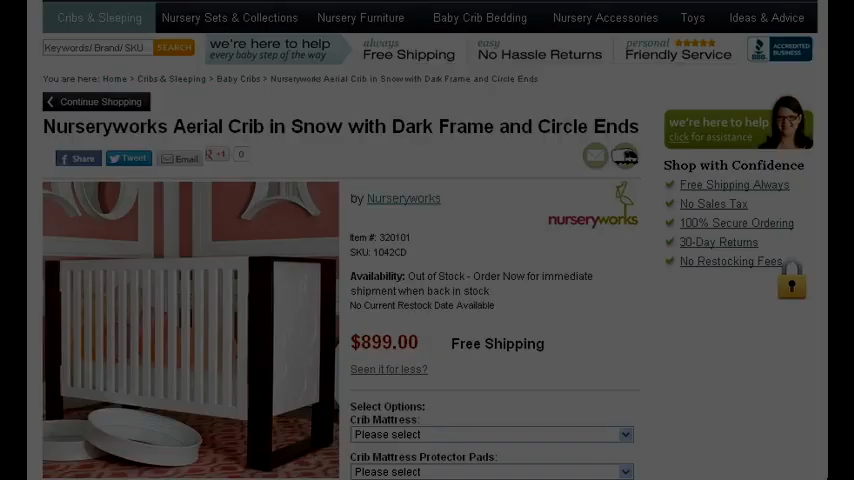 Cribs & Sleeping Nursery Sets & Collections Nursery Furniture Baby Crib Bedding Nursery Accessories Toys Ideas & Advice
Keywords/ Brand/ SKU SEARCH
we're here to help
every baby step of the way
always
Free Shipping
easy
No Hassle Returns
personal
Friendly Service
BBB
ACCREDITED
BUSINESS
You are here: Home > Cribs & Sleeping > Baby Cribs > Nurseryworks Aerial Crib in Snow with Dark Frame and Circle Ends
Continue Shopping
Nurseryworks Aerial Crib in Snow with Dark Frame and Circle Ends
Share Tweet Email +1 0
by Nurseryworks
nurseryworks
Item #: 320101
SKU: 1042CD
Availability: Out of Stock - Order Now for immediate
shipment when back in stock
No Current Restock Date Available
$899.00 Free Shipping
Seen it for less?
Select Options:
Crib Mattress:
Please select
Crib Mattress Protector Pads:
Please select
we're here to help
click for assistance
Shop with Confidence
Free Shipping Always
No Sales Tax
100% Secure Ordering
30-Day Returns
No Restocking Fees